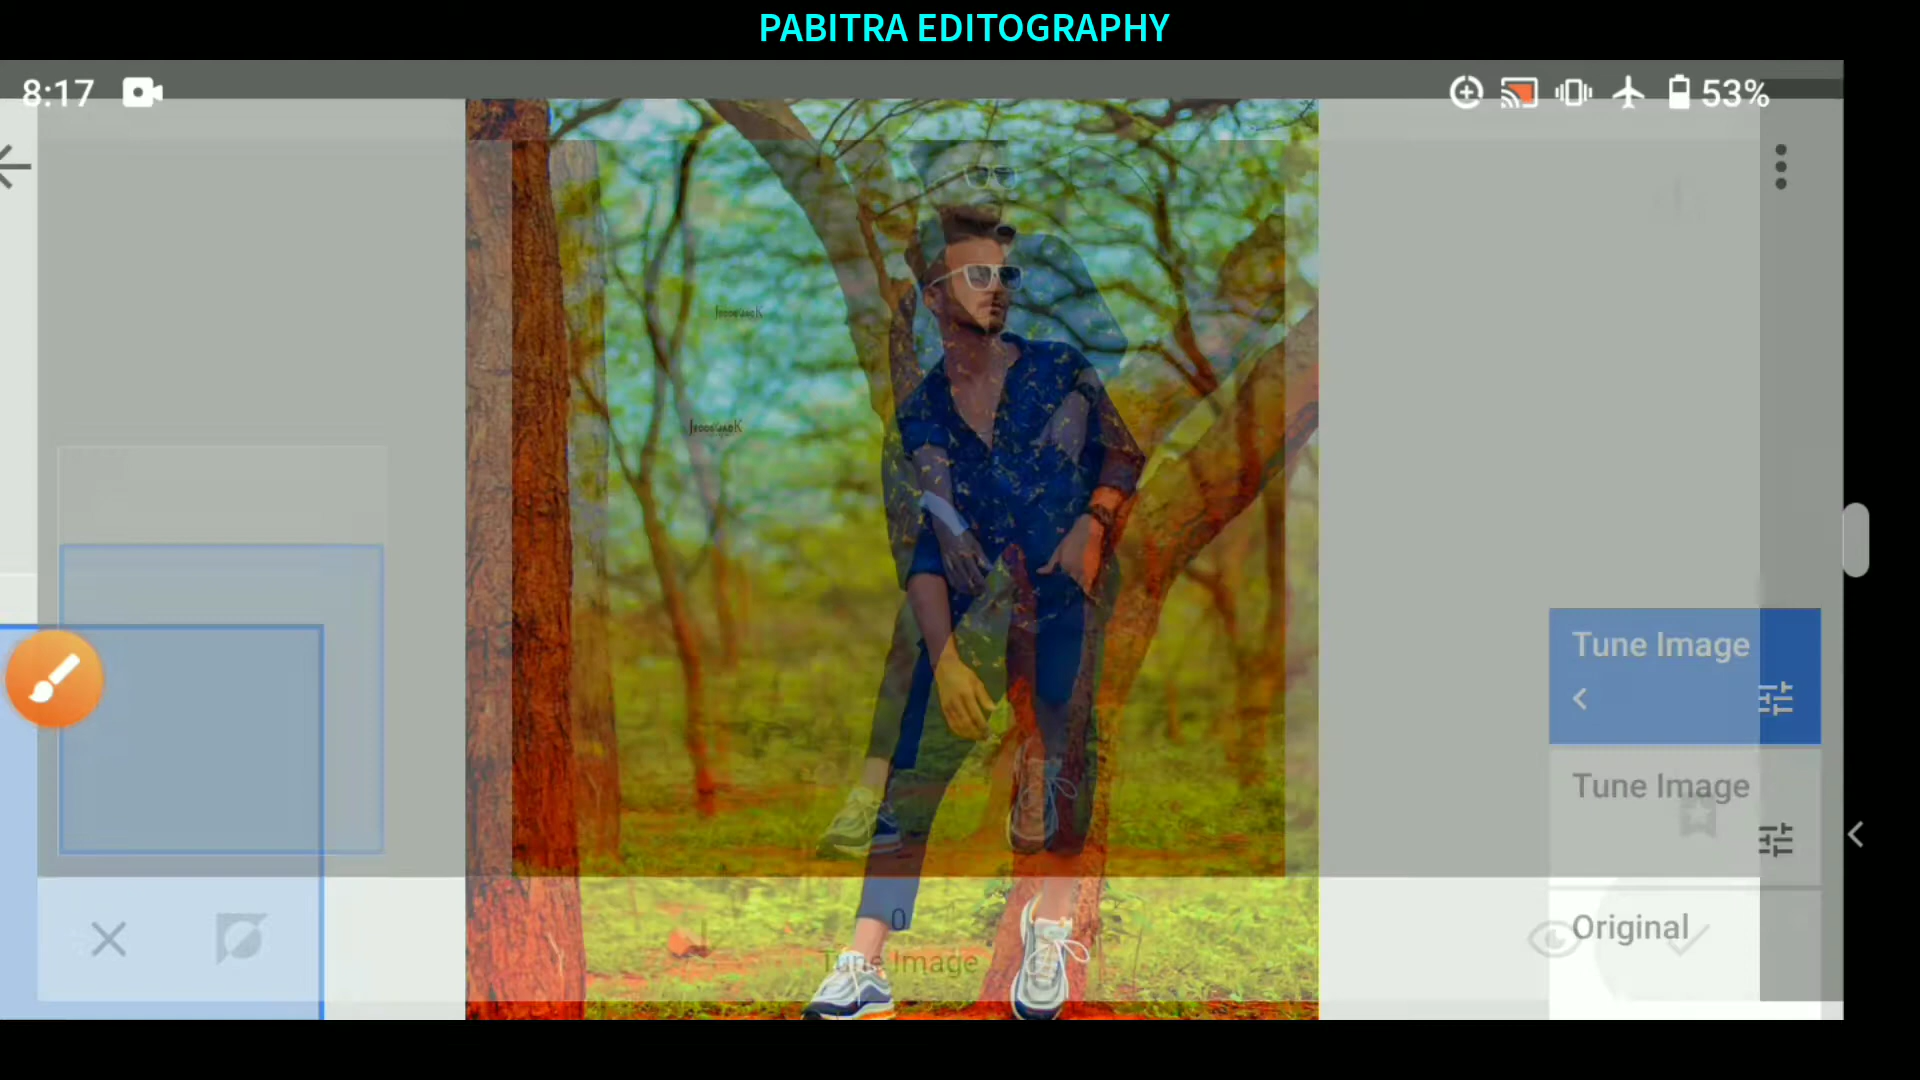 PABITRA EDITOGRAPHY
8:17
53%
Tune Image
Tune Image
Original
0
Tune Image